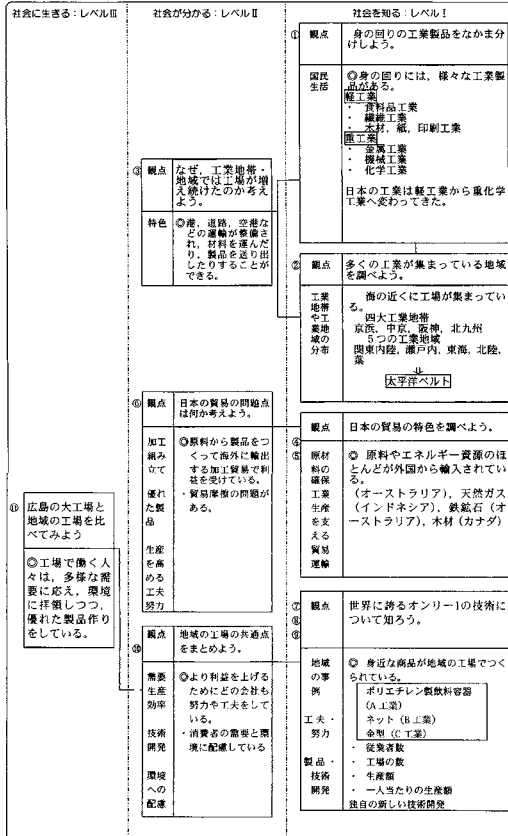 社会に生きる：レベルⅢ
社会が分かる：レベルⅡ
社会を知る：レベルⅠ
①
観点
身の回りの工業製品をなかま分
けしよう。
国民
生活
◎身の回りには，様々な工業製
品がある。
軽工業
・ 食料品工業
・ 繊維工業
・ 木材，紙，印刷工業
重工業
・ 金属工業
・ 機械工業
・ 化学工業
日本の工業は軽工業から重化学
工業へ変わってきた。
③
観点
なぜ，工業地帯・
地域では工場が増
え続けたのか考え
よう。
特色
◎港，道路，空港な
どの運輸が整備さ
れ，材料を運んだ
り，製品を送り出
したりすることが
できる。
②
観点
多くの工業が集まっている地域
を調べよう。
工業
地帯
や工
業地
域の
分布
海の近くに工場が集まってい
る。
四大工業地帯
京浜，中京，阪神，北九州
５つの工業地域
関東内陸，瀬戸内，東海，北陸，
葉
⇓
太平洋ベルト
⑥
観点
日本の貿易の問題点
は何か考えよう。
加工
組み
立て
優れ
た製
品
生産
を高
める
工夫
努力
◎原料から製品をつ
くって海外に輸出
する加工貿易で利
益を受けている。
・貿易摩擦の問題が
ある。
④
⑤
観点
日本の貿易の特色を調べよう。
原材
料の
確保
工業
生産
を支
える
貿易
運輸
◎ 原料やエネルギー資源のほ
とんどが外国から輸入されてい
る。
（オーストラリア），天然ガス
（インドネシア），鉄鉱石（オ
ーストラリア），木材（カナダ）
⑪
広島の大工場と
地域の工場を比
べてみよう
◎工場で働く人
々は，多様な需
要に応え，環境
に拝領しつつ，
優れた製品作り
をしている。
⑩
観点
地域の工場の共通点
をまとめよう。
需要
生産
効率
技術
開発
環境
への
配慮
◎より利益を上げる
ためにどの会社も
努力や工夫をして
いる。
・消費者の需要と環
境に配慮している
⑦
⑧
⑨
観点
世界に誇るオンリー１の技術に
ついて知ろう。
地域
の事
例
工夫・
努力
製品・
技術
開発
◎ 身近な商品が地域の工場でつく
られている。
ポリエチレン製飲料容器
（A工業）
ネット（B工業）
金型（C工業）
・ 従業者数
・ 工場の数
・ 生産額
・ 一人当たりの生産額
独自の新しい技術開発